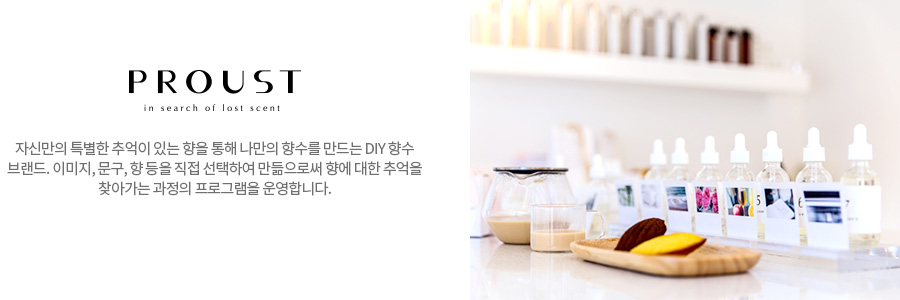 PROUST
in search of lost scent
자신만의 특별한 추억이 있는 향을 통해 나만의 향수를 만드는 DIY 향수
브랜드. 이미지, 문구, 향 등을 직접 선택하여 만듦으로써 향에 대한 추억을
찾아가는 과정의 프로그램을 운영합니다.
5
6
7